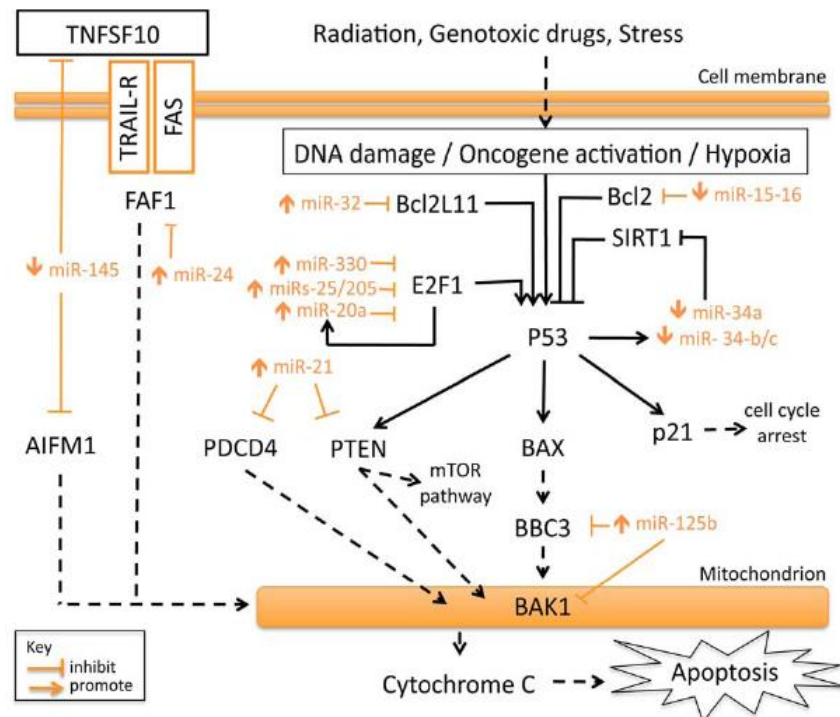 TNFSF10
Radiation, Genotoxic drugs, Stress
Cell membrane
TRAIL-R
FAS
DNA damage / Oncogene activation / Hypoxia
FAF1
miR-32
Bcl2L11
Bcl2
miR-15-16
SIRT1
miR-145
miR-24
miR-330
miRs-25/205
miR-20a
E2F1
miR-34a
miR- 34-b/c
P53
miR-21
AIFM1
PDCD4
PTEN
BAX
p21
cell cycle
arrest
mTOR
pathway
BBC3
miR-125b
Mitochondrion
BAK1
Key
inhibit
promote
Cytochrome C
Apoptosis